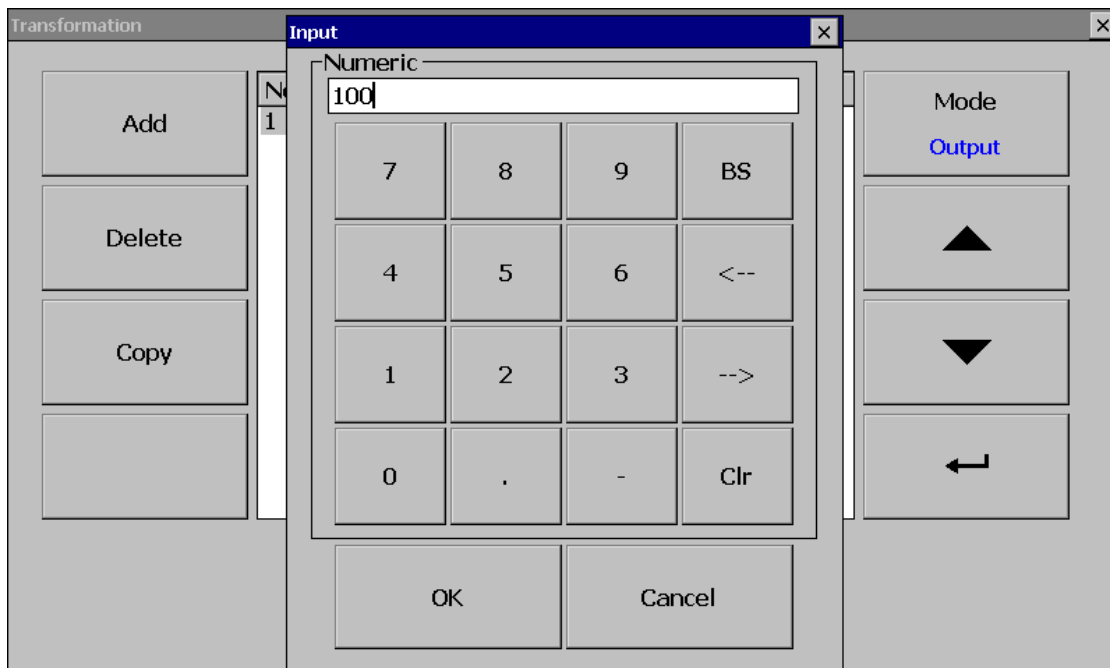 Transformation
Input
Numeric
100
Add
1
7 8 9 BS
Mode
Output
Delete
4 5 6 <--
Copy
1 2 3 -->
0 . - Clr
OK Cancel